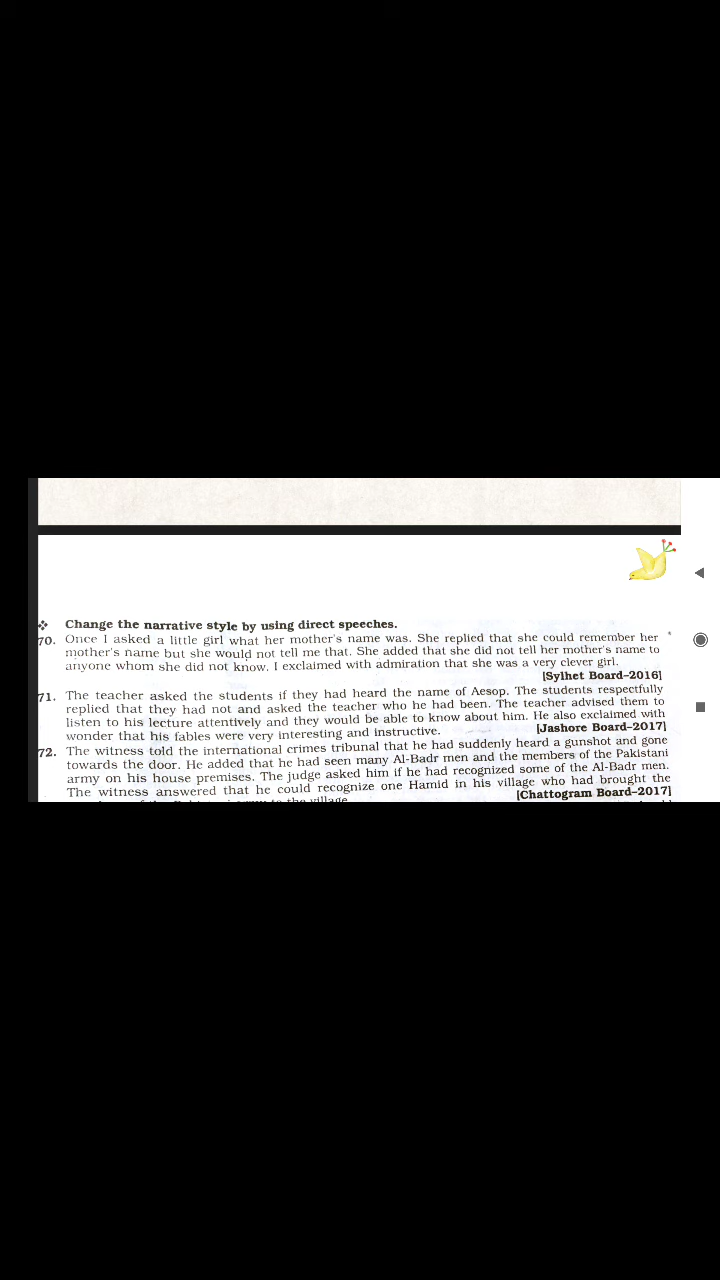 ❖ Change the narrative style by using direct speeches.
70. Once I asked a little girl what her mother's name was. She replied that she could remember her
mother's name but she would not tell me that. She added that she did not tell her mother's name to
anyone whom she did not know. I exclaimed with admiration that she was a very clever girl.
[Sylhet Board–2016]
71. The teacher asked the students if they had heard the name of Aesop. The students respectfully
replied that they had not and asked the teacher who he had been. The teacher advised them to
listen to his lecture attentively and they would be able to know about him. He also exclaimed with
wonder that his fables were very interesting and instructive. [Jashore Board–2017]
72. The witness told the international crimes tribunal that he had suddenly heard a gunshot and gone
towards the door. He added that he had seen many Al-Badr men and the members of the Pakistani
army on his house premises. The judge asked him if he had recognized some of the Al-Badr men.
The witness answered that he could recognize one Hamid in his village who had brought the
to the village [Chattogram Board–2017]